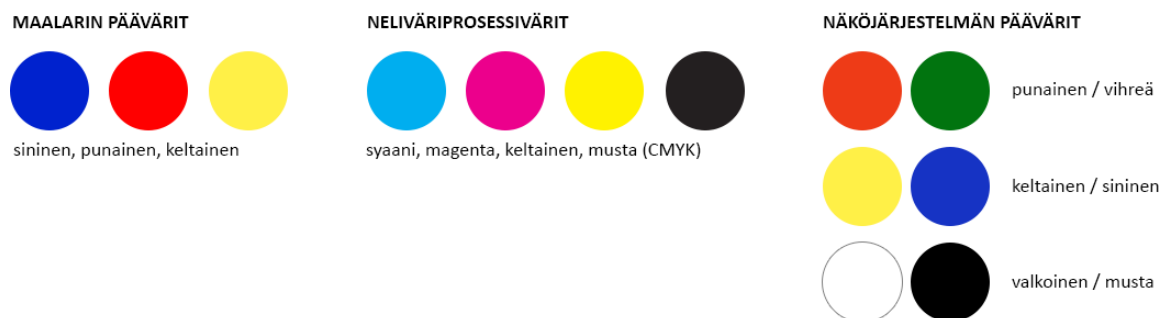 MAALARIN PÄÄVÄRIT
sininen, punainen, keltainen
NELIVÄRIPROSESSIVÄRIT
syaani, magenta, keltainen, musta (CMYK)
NÄKÖJÄRJESTELMÄN PÄÄVÄRIT
punainen / vihreä
keltainen / sininen
valkoinen / musta